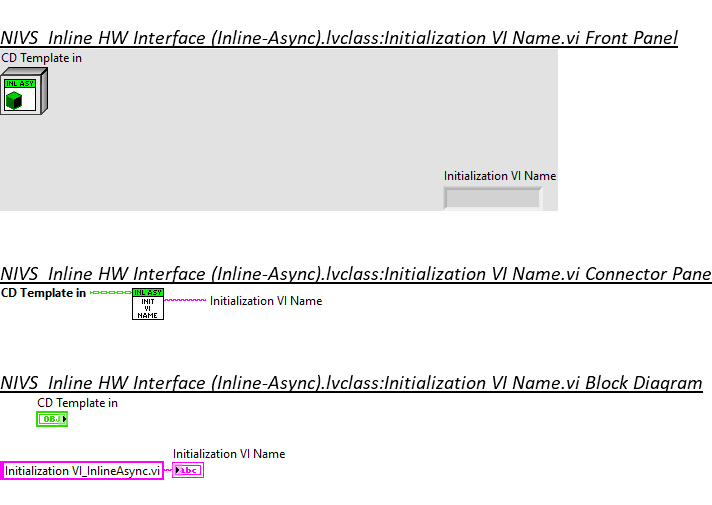 NIVS Inline HW Interface (Inline-Async).lvclass:Initialization VI Name.vi Front Panel
CD Template in
INL ASY
Initialization VI Name
NIVS Inline HW Interface (Inline-Async).lvclass:Initialization VI Name.vi Connector Pane
CD Template in
INL ASY
INIT
VI
NAME
Initialization VI Name
NIVS Inline HW Interface (Inline-Async).lvclass:Initialization VI Name.vi Block Diagram
CD Template in
OBJ
Initialization VI Name
Initialization VI_InlineAsync.vi
abc